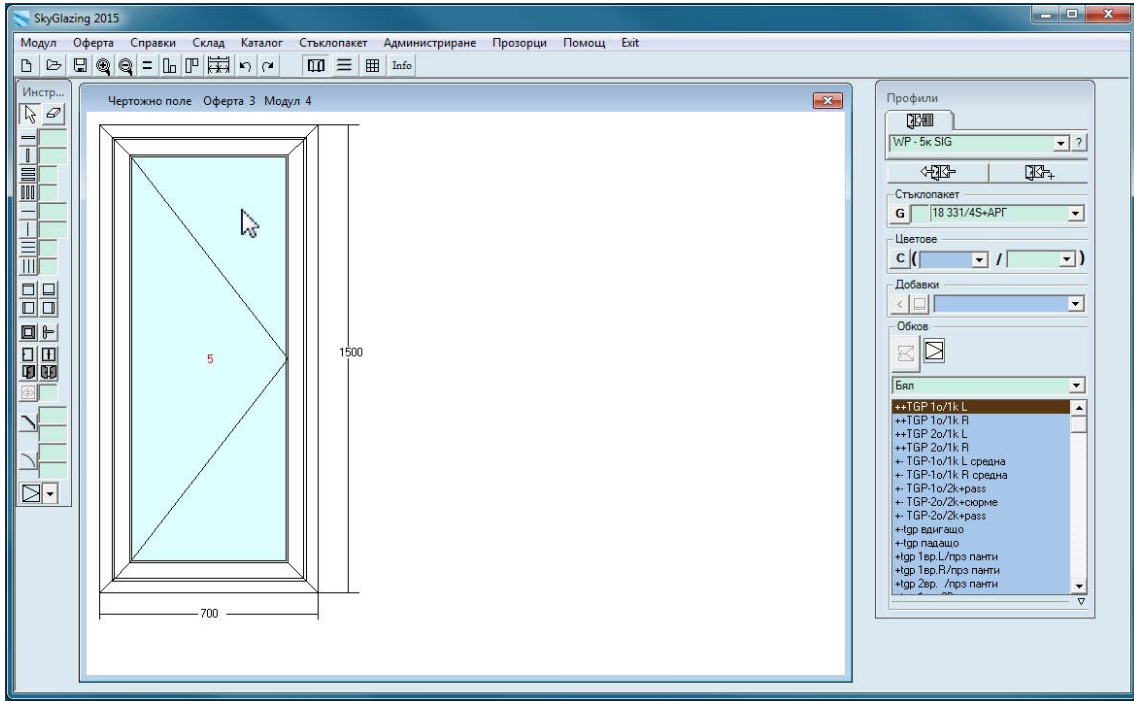 SkyGlazing 2015
Модул Оферта Справки Склад Каталог Стъклопакет Администриране Прозорци Помощ Exit
Info
Инстр...
Чертожно поле Оферта 3 Модул 4
5
1500
700
Профили
WP - 5к SIG
?
Стъклопакет
G 18 331/4S+АРГ
Цветове
C ( / )
Добавки
<
Обков
Бял
++TGP 1o/1k L
++TGP 1o/1k R
++TGP 2o/1k L
++TGP 2o/1k R
+- TGP-1o/1k L средна
+- TGP-1o/1k R средна
+- TGP-1o/2k+pass
+- TGP-2o/2k+сюрме
+- TGP-2o/2k+pass
+-tgp вдигащо
+-tgp падащо
+tgp 1вр.L/прз панти
+tgp 1вр.R/прз панти
+tgp 2вр. /прз панти